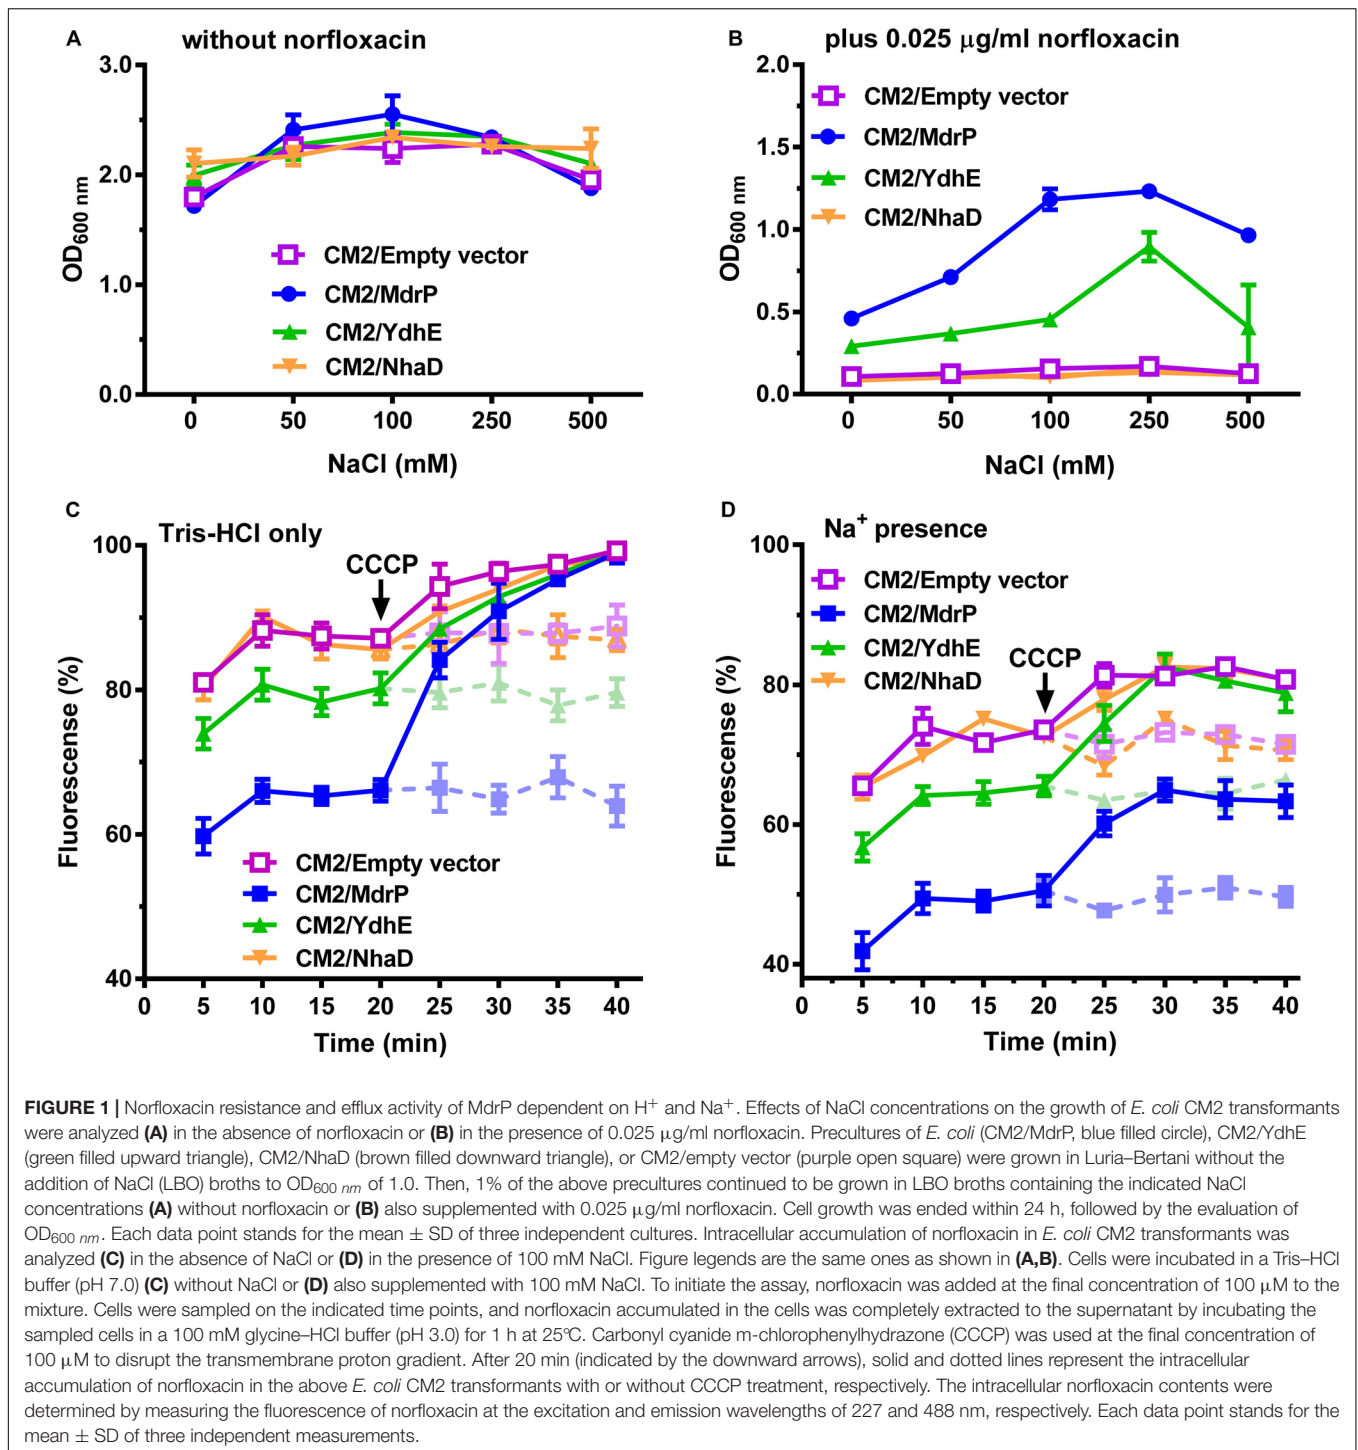 A without norfloxacin
3.0
2.0
1.0
0.0
OD600 nm
CM2/Empty vector
CM2/MdrP
CM2/YdhE
CM2/NhaD
0 50 100 250 500
NaCl (mM)
B plus 0.025 μg/ml norfloxacin
2.0
1.5
1.0
0.5
0.0
OD600 nm
CM2/Empty vector
CM2/MdrP
CM2/YdhE
CM2/NhaD
0 50 100 250 500
NaCl (mM)
C Tris-HCl only
100
80
60
40
Fluorescense (%)
CCCP
CM2/Empty vector
CM2/MdrP
CM2/YdhE
CM2/NhaD
0 5 10 15 20 25 30 35 40
Time (min)
D Na+ presence
100
80
60
40
Fluorescense (%)
CM2/Empty vector
CM2/MdrP
CM2/YdhE
CM2/NhaD
CCCP
0 5 10 15 20 25 30 35 40
Time (min)
FIGURE 1 | Norfloxacin resistance and efflux activity of MdrP dependent on H+ and Na+. Effects of NaCl concentrations on the growth of E. coli CM2 transformants
were analyzed (A) in the absence of norfloxacin or (B) in the presence of 0.025 μg/ml norfloxacin. Precultures of E. coli (CM2/MdrP, blue filled circle), CM2/YdhE
(green filled upward triangle), CM2/NhaD (brown filled downward triangle), or CM2/empty vector (purple open square) were grown in Luria–Bertani without the
addition of NaCl (LBO) broths to OD600 nm of 1.0. Then, 1% of the above precultures continued to be grown in LBO broths containing the indicated NaCl
concentrations (A) without norfloxacin or (B) also supplemented with 0.025 μg/ml norfloxacin. Cell growth was ended within 24 h, followed by the evaluation of
OD600 nm. Each data point stands for the mean ± SD of three independent cultures. Intracellular accumulation of norfloxacin in E. coli CM2 transformants was
analyzed (C) in the absence of NaCl or (D) in the presence of 100 mM NaCl. Figure legends are the same ones as shown in (A,B). Cells were incubated in a Tris–HCl
buffer (pH 7.0) (C) without NaCl or (D) also supplemented with 100 mM NaCl. To initiate the assay, norfloxacin was added at the final concentration of 100 μM to the
mixture. Cells were sampled on the indicated time points, and norfloxacin accumulated in the cells was completely extracted to the supernatant by incubating the
sampled cells in a 100 mM glycine–HCl buffer (pH 3.0) for 1 h at 25°C. Carbonyl cyanide m-chlorophenylhydrazone (CCCP) was used at the final concentration of
100 μM to disrupt the transmembrane proton gradient. After 20 min (indicated by the downward arrows), solid and dotted lines represent the intracellular
accumulation of norfloxacin in the above E. coli CM2 transformants with or without CCCP treatment, respectively. The intracellular norfloxacin contents were
determined by measuring the fluorescence of norfloxacin at the excitation and emission wavelengths of 227 and 488 nm, respectively. Each data point stands for the
mean ± SD of three independent measurements.